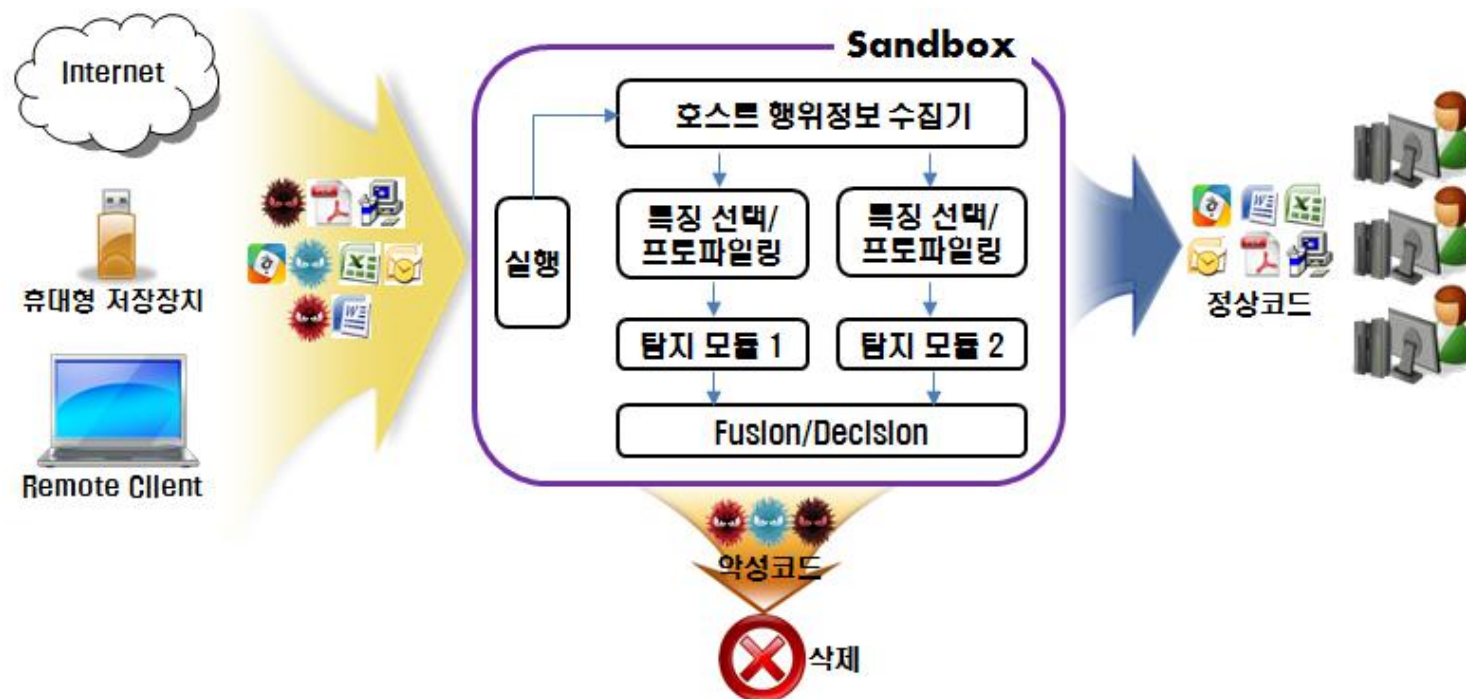 Sandbox
Internet
호스트 행위정보 수집기
특징 선택/
프로파일링
특징 선택/
프로파일링
실행
휴대형 저장장치
정상코드
탐지 모듈 1
탐지 모듈 2
Fusion/Decision
Remote Client
악성코드
삭제